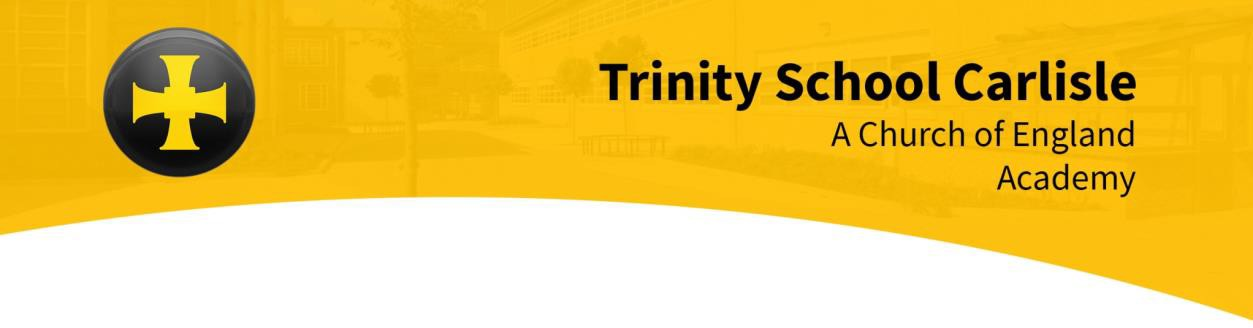 Trinity School Carlisle
A Church of England
Academy